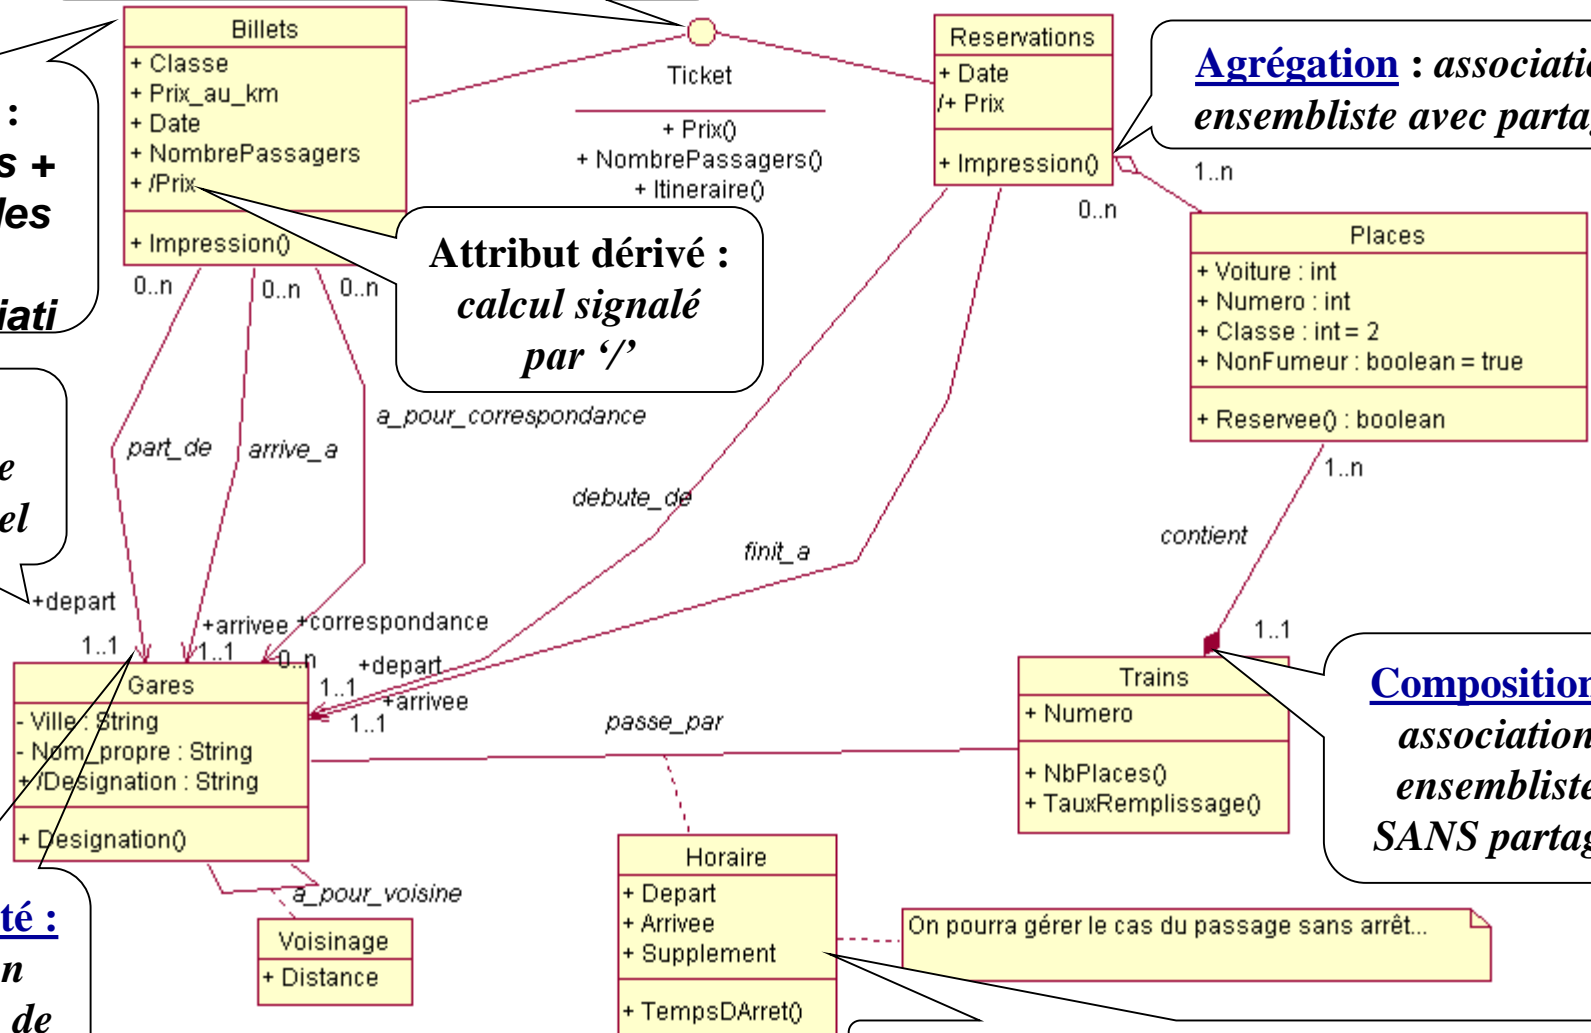 Billets
+ Classe
+ Prix_au_km
+ Date
+ NombrePassagers
+ /Prix
+ Impression()
Ticket
+ Prix()
+ NombrePassagers()
+ Itineraire()
Reservations
+ Date
/+ Prix
+ Impression()
Agrégation : associatio
ensembliste avec partag
:
s +
les
iati
Attribut dérivé :
calcul signalé
par ‘/’
0..n
0..n
0..n
0..n
1..n
Places
+ Voiture : int
+ Numero : int
+ Classe : int = 2
+ NonFumeur : boolean = true
+ Reservee() : boolean
1..n
e
el
part_de
arrive_a
a_pour_correspondance
debute_de
finit_a
contient
+depart
+arrivee
+correspondance
1..1
1..1
0..n
+depart
1..1
+arrivee
1..1
1..1
Gares
- Ville : String
- Nom_propre : String
+ /Designation : String
+ Designation()
passe_par
Trains
+ Numero
+ NbPlaces()
+ TauxRemplissage()
Composition
association
ensembliste
SANS partag
a_pour_voisine
Voisinage
+ Distance
Horaire
+ Depart
+ Arrivee
+ Supplement
+ TempsDArret()
On pourra gérer le cas du passage sans arrêt...
té :
n
de